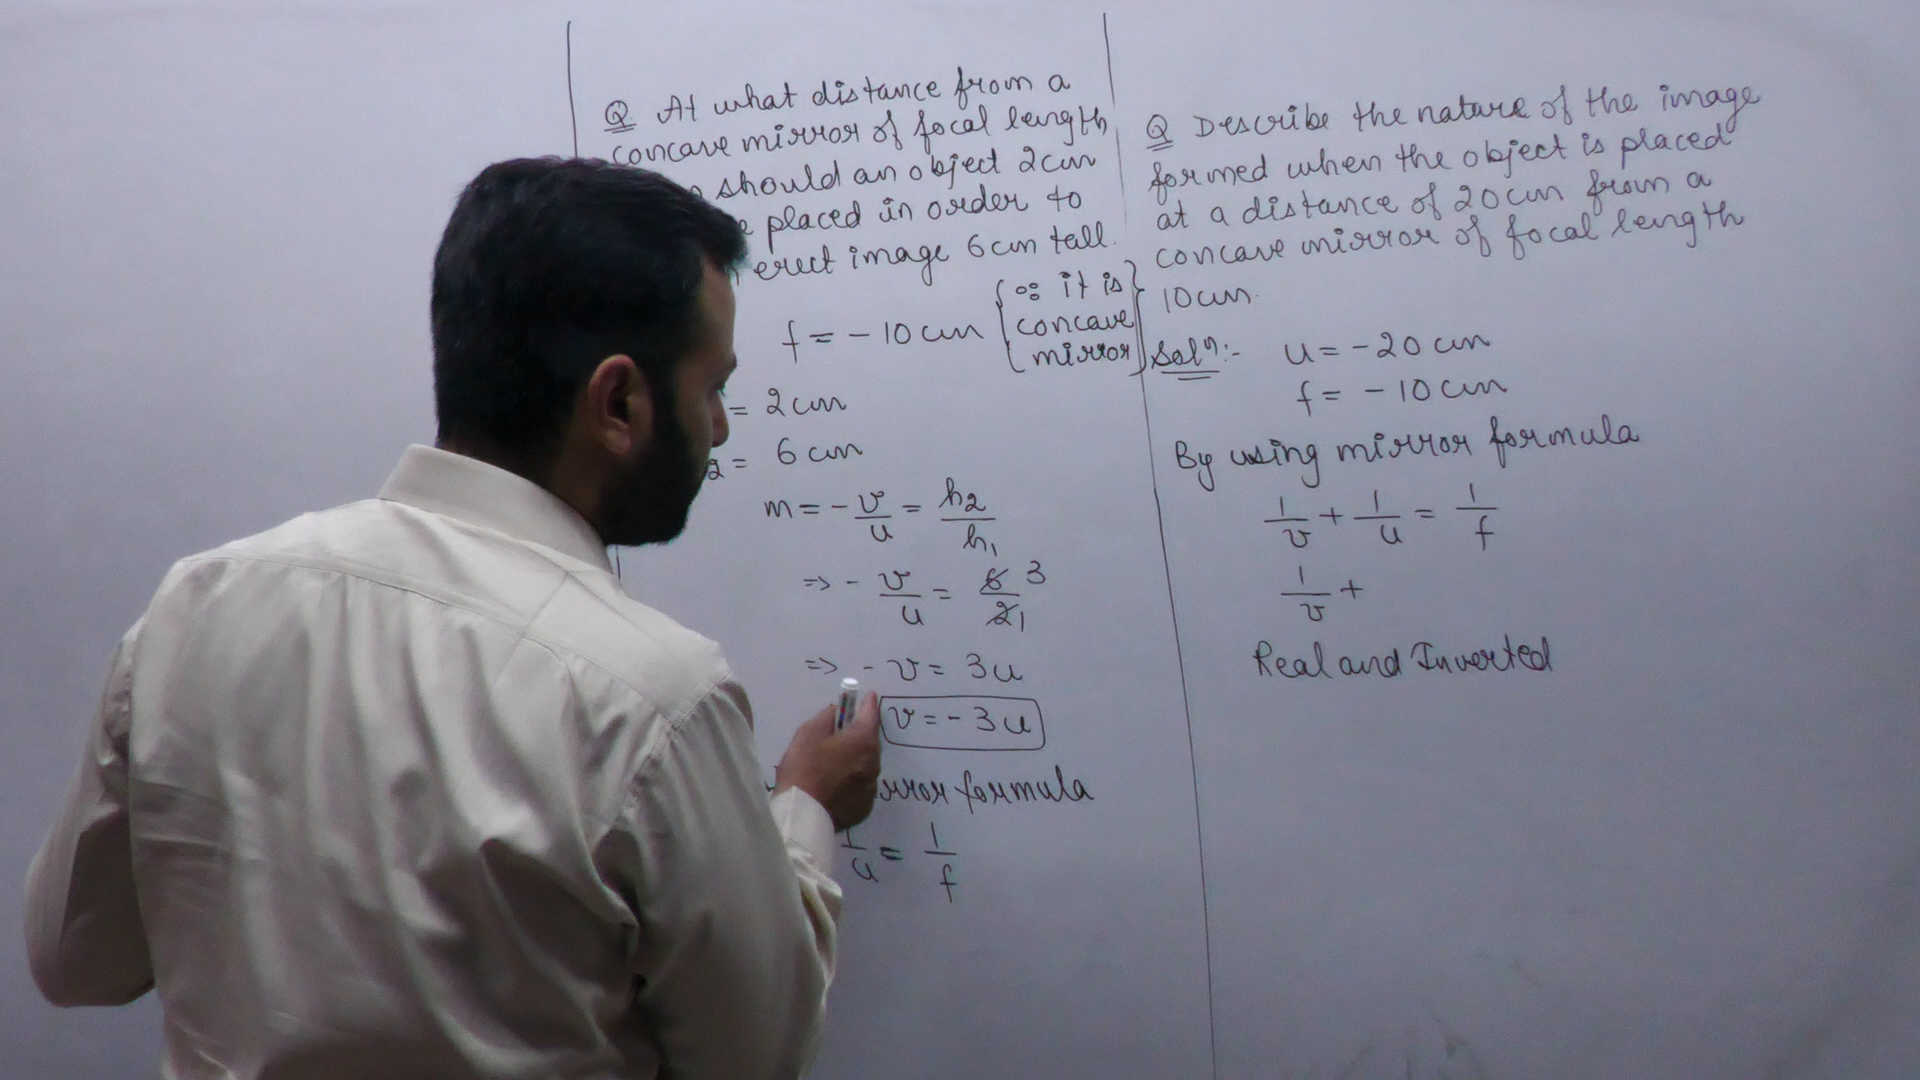 Q. At what distance from a
concave mirror of focal length
should an object 2cm
placed in order to
erect image 6cm tall.
f = - 10 cm { ∵ it is
concave
mirror }
= 2 cm
2 = 6 cm
m = - v/u = h2/h1
=> - v/u = 6/2 3/1
=> - v = 3u
v = - 3u
formula
1/u = 1/f
Q Describe the nature of the image
formed when the object is placed
at a distance of 20cm from a
concave mirror of focal length
10cm.
Solⁿ:- u = -20 cm
f = - 10 cm
By using mirror formula
1/v + 1/u = 1/f
1/v +
Real and Inverted